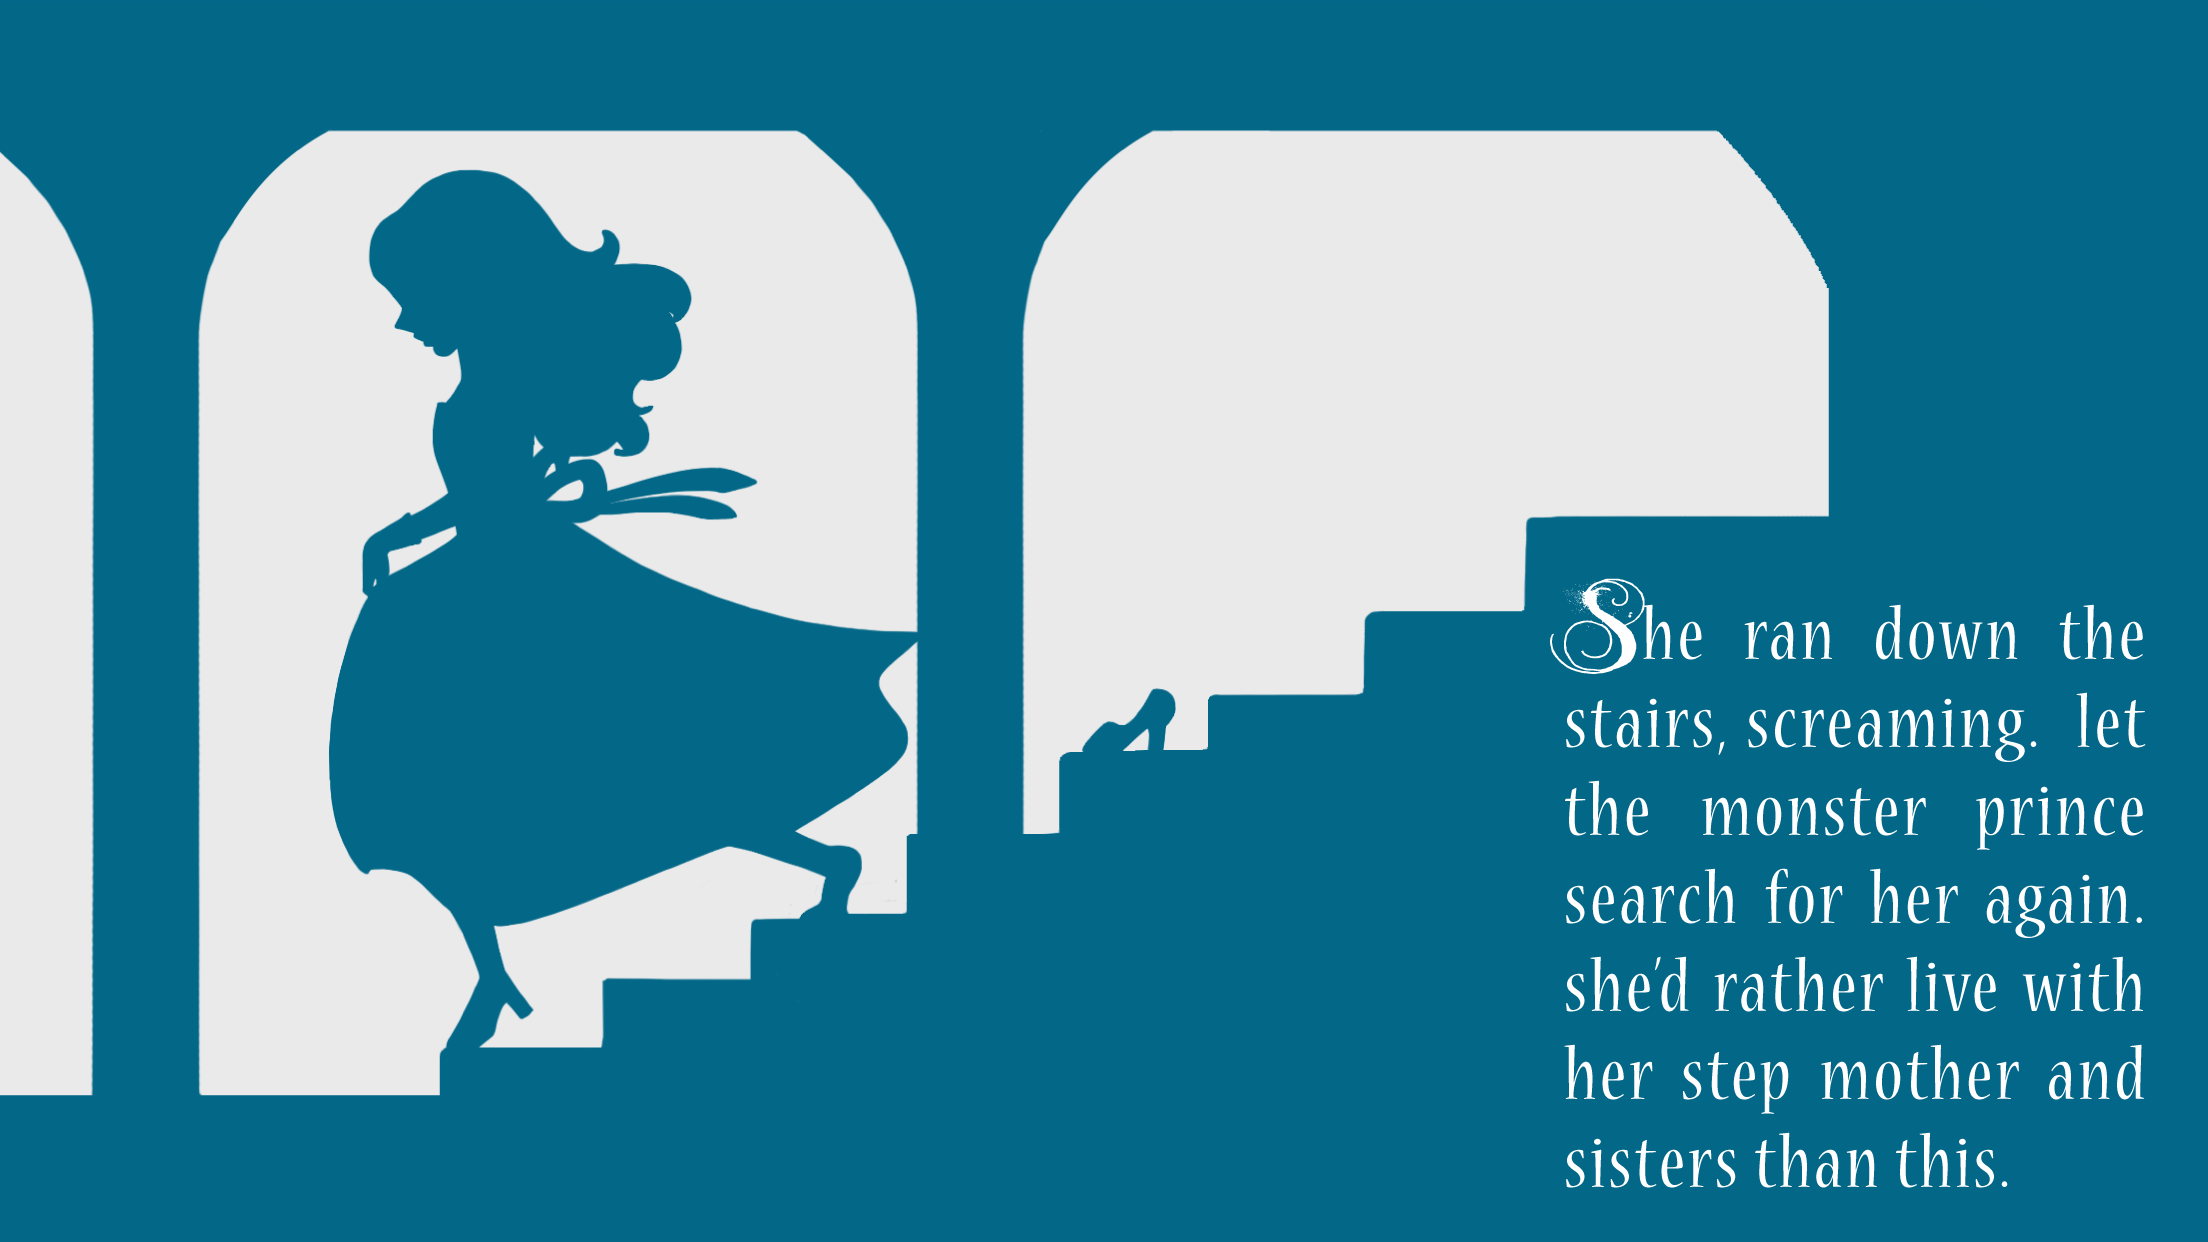 She ran down the
stairs, screaming. let
the monster prince
search for her again.
she'd rather live with
her step mother and
sisters than this.